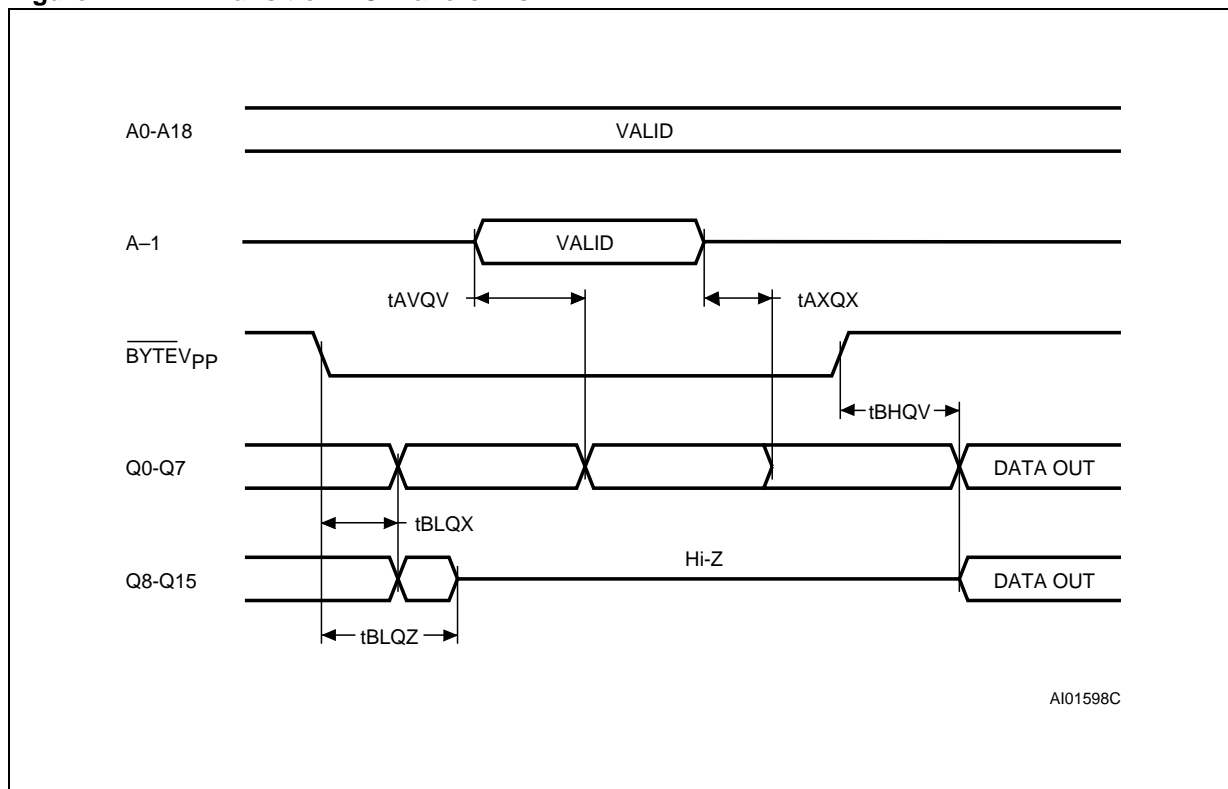 A0-A18
VALID
A–1
VALID
tAVQV
tAXQX
BYTEVPP
tBHQV
Q0-Q7
DATA OUT
tBLQX
Hi-Z
Q8-Q15
DATA OUT
tBLQZ
AI01598C